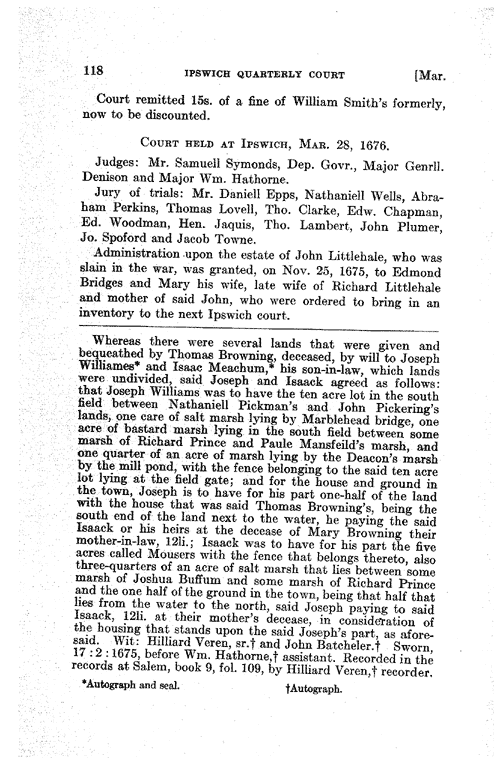 118 IPSWICH QUARTERLY COURT [Mar.
Court remitted 15s. of a fine of William Smith's formerly,
now to be discounted.
COURT HELD AT IPSWICH, MAR. 28, 1676.
Judges: Mr. Samuell Symonds, Dep. Govr., Major Genrll.
Denison and Major Wm. Hathorne.
Jury of trials: Mr. Daniell Epps, Nathaniell Wells, Abra-
ham Perkins, Thomas Lovell, Tho. Clarke, Edw. Chapman,
Ed. Woodman, Hen. Jaquis, Tho. Lambert, John Plumer,
Jo. Spoford and Jacob Towne.
Administration upon the estate of John Littlehale, who was
slain in the war, was granted, on Nov. 25, 1675, to Edmond
Bridges and Mary his wife, late wife of Richard Littlehale
and mother of said John, who were ordered to bring in an
inventory to the next Ipswich court.
Whereas there were several lands that were given and
bequeathed by Thomas Browning, deceased, by will to Joseph
Williames* and Isaac Meachum,* his son-in-law, which lands
were undivided, said Joseph and Isaack agreed as follows:
that Joseph Williams was to have the ten acre lot in the south
field between Nathaniell Pickman's and John Pickering's
lands, one care of salt marsh lying by Marblehead bridge, one
acre of bastard marsh lying in the south field between some
marsh of Richard Prince and Paule Mansfeild's marsh, and
one quarter of an acre of marsh lying by the Deacon's marsh
by the mill pond, with the fence belonging to the said ten acre
lot lying at the field gate; and for the house and ground in
the town, Joseph is to have for his part one-half of the land
with the house that was said Thomas Browning's, being the
south end of the land next to the water, he paying the said
Isaack or his heirs at the decease of Mary Browning their
mother-in-law, 12li.; Isaack was to have for his part the five
acres called Mousers with the fence that belongs thereto, also
three-quarters of an acre of salt marsh that lies between some
marsh of Joshua Buffum and some marsh of Richard Prince
and the one half of the ground in the town, being that half that
lies from the water to the north, said Joseph paying to said
Isaack, 12li. at their mother's decease, in consideration of
the housing that stands upon the said Joseph's part, as afore-
said. Wit: Hilliard Veren, sr.† and John Batcheler.† Sworn,
17 : 2 : 1675, before Wm. Hathorne,† assistant. Recorded in the
records at Salem, book 9, fol. 109, by Hilliard Veren,† recorder.
*Autograph and seal. †Autograph.